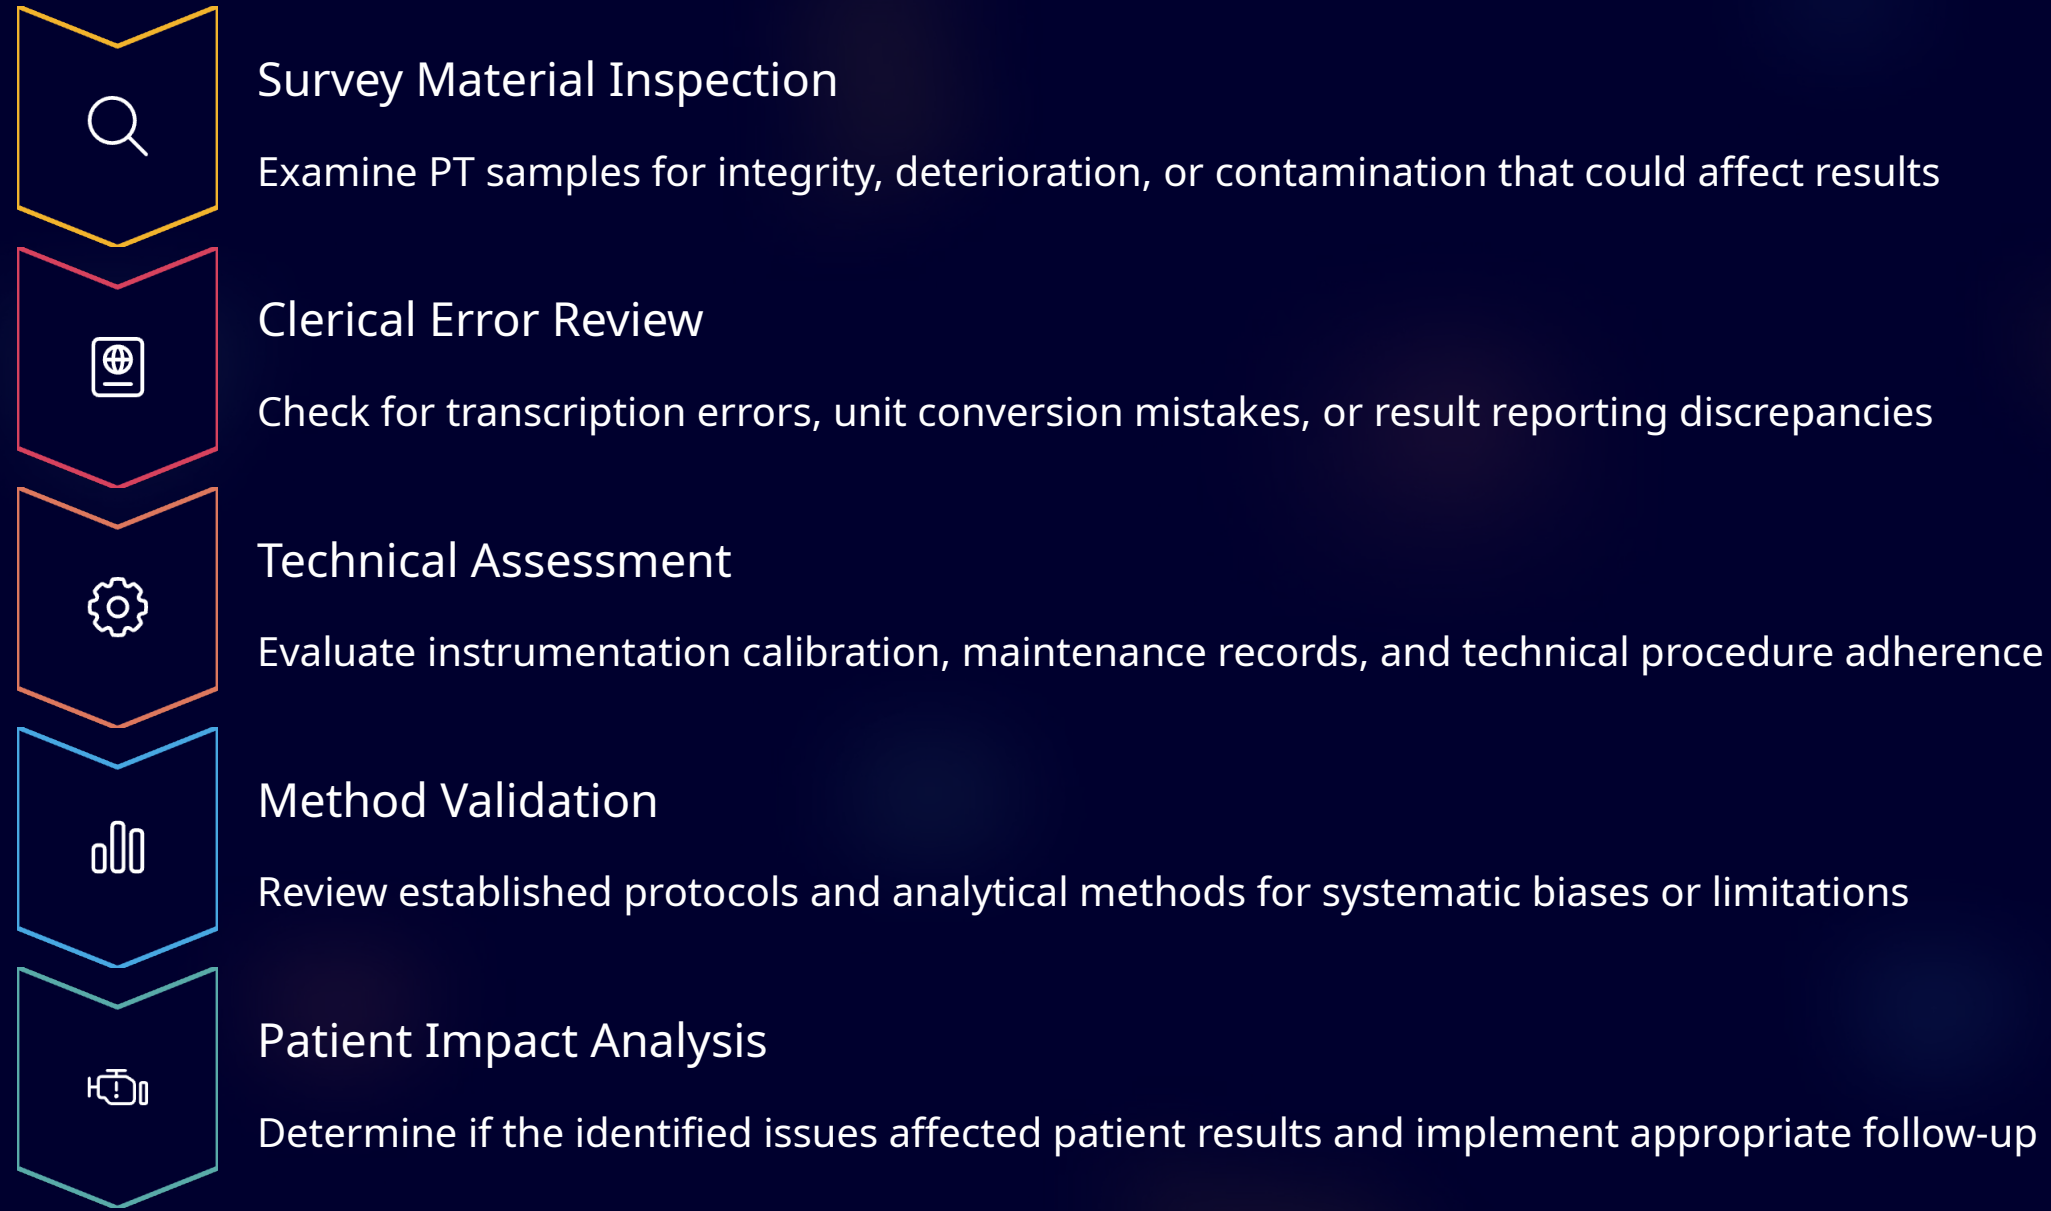 Survey Material Inspection
Examine PT samples for integrity, deterioration, or contamination that could affect results
Clerical Error Review
Check for transcription errors, unit conversion mistakes, or result reporting discrepancies
Technical Assessment
Evaluate instrumentation calibration, maintenance records, and technical procedure adherence
Method Validation
Review established protocols and analytical methods for systematic biases or limitations
Patient Impact Analysis
Determine if the identified issues affected patient results and implement appropriate follow-up